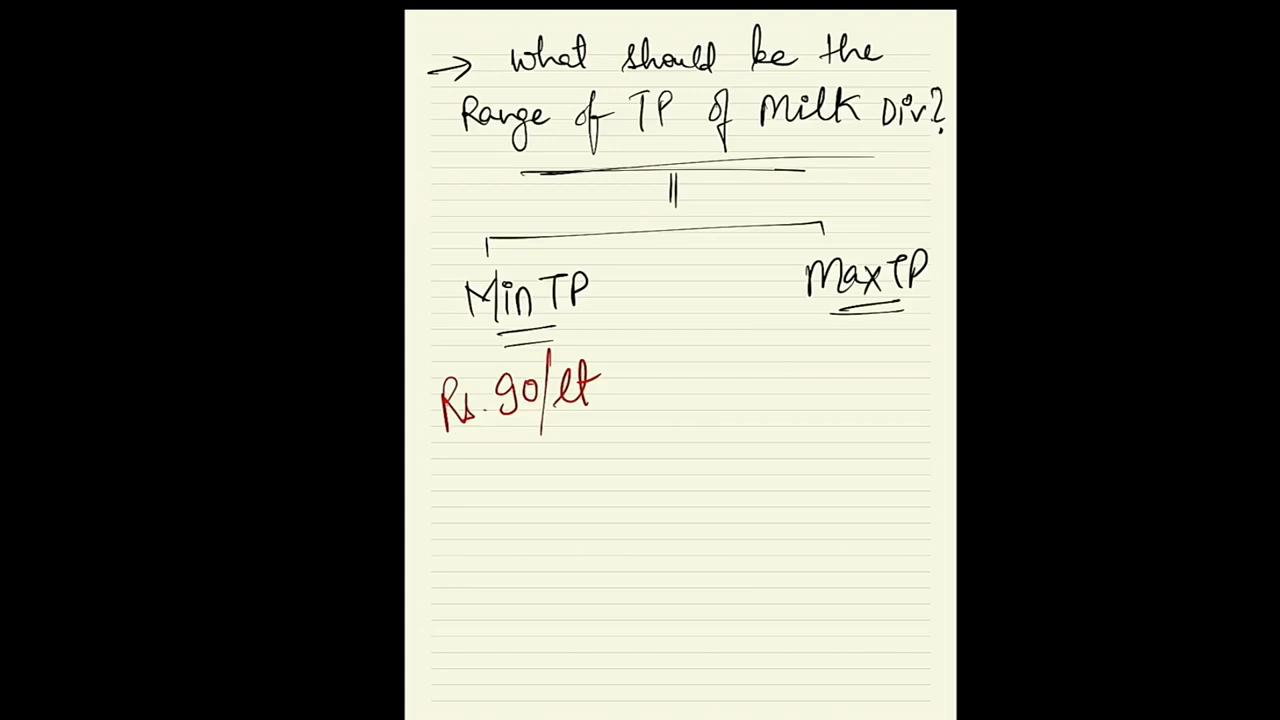 → What should be the
Range of TP of Milk Div?
Min TP
Max TP
Rs. 90/lt